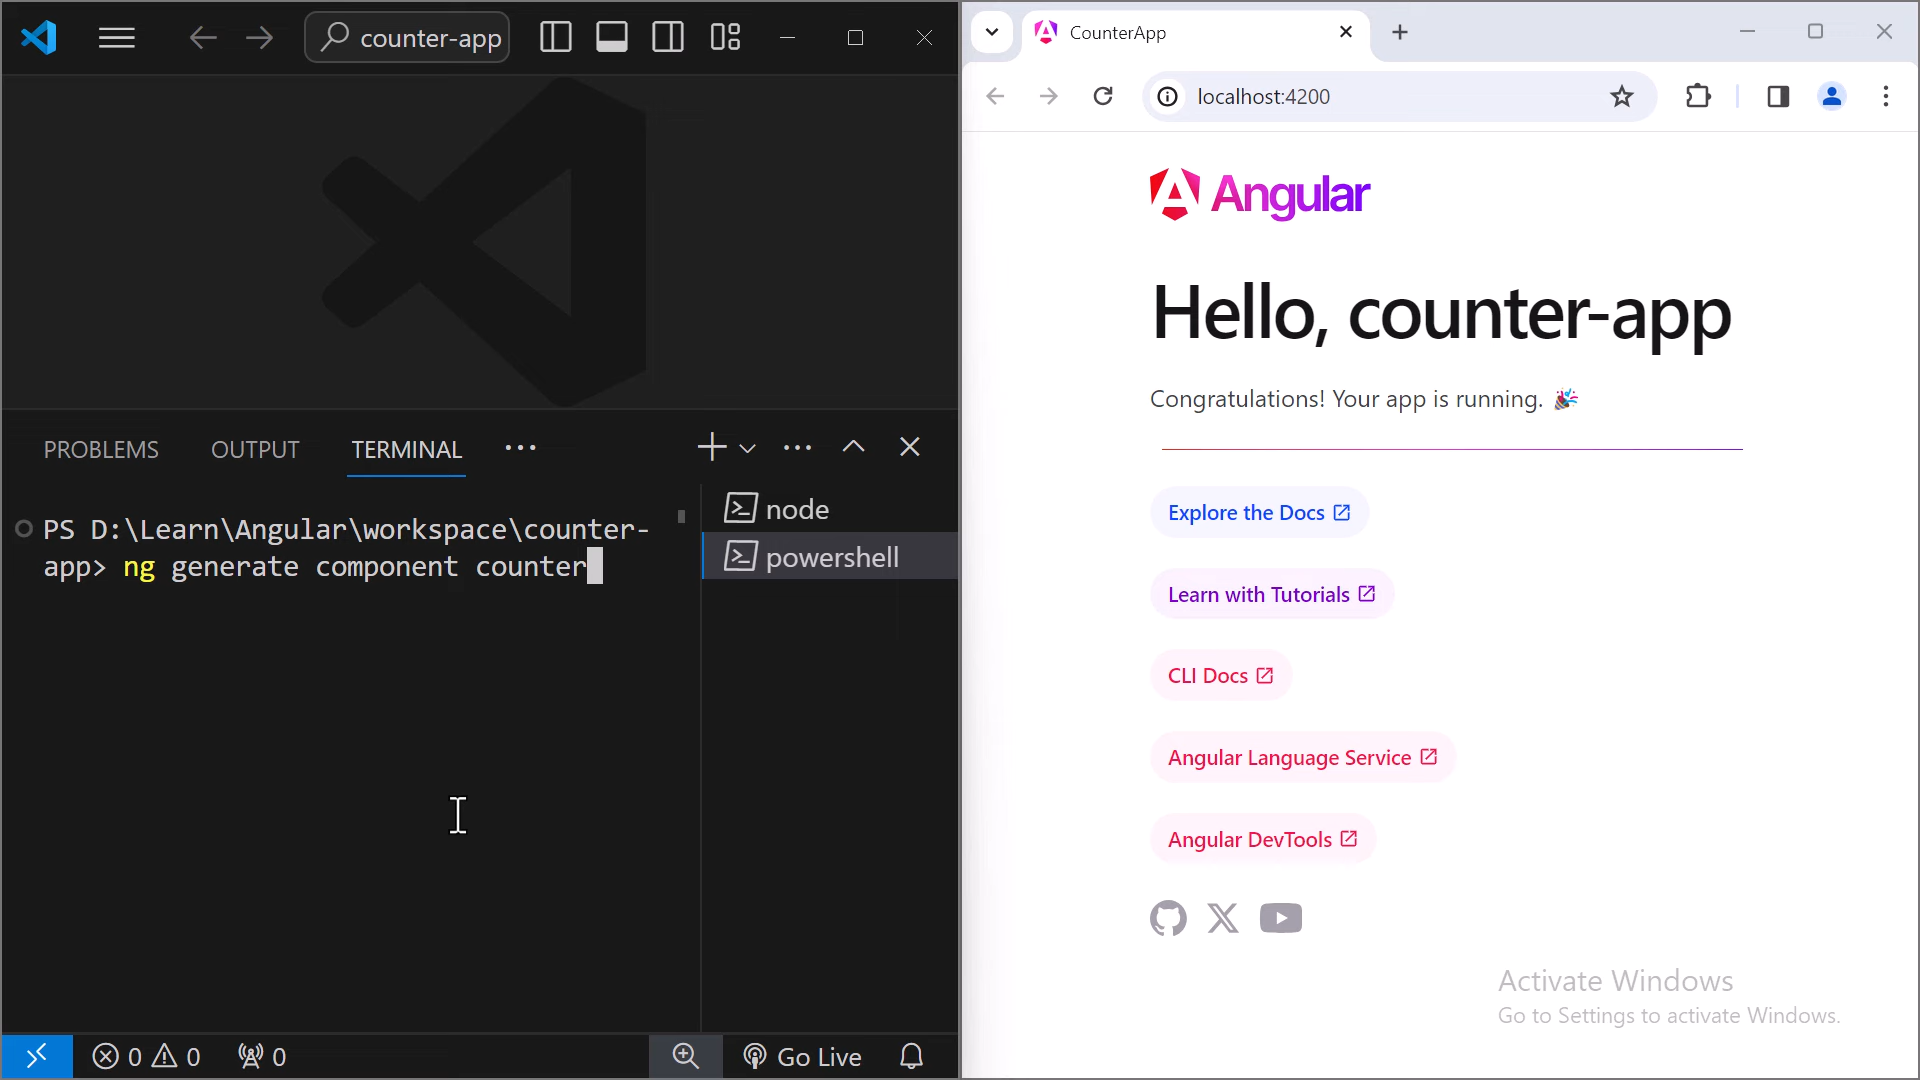 counter-app
PROBLEMS OUTPUT TERMINAL
PS D:\Learn\Angular\workspace\counter-
app> ng generate component counter
node
powershell
0 0 0
Go Live
CounterApp
localhost:4200
Angular
Hello, counter-app
Congratulations! Your app is running. 🎉
Explore the Docs
Learn with Tutorials
CLI Docs
Angular Language Service
Angular DevTools
Activate Windows
Go to Settings to activate Windows.